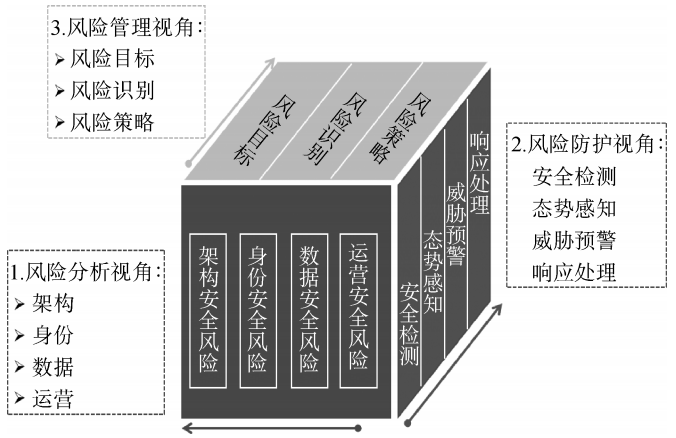 3.风险管理视角：
风险目标
风险识别
风险策略
风险目标
风险识别
风险策略
2.风险防护视角：
安全检测
态势感知
威胁预警
响应处理
安全检测
态势感知
威胁预警
响应处理
1.风险分析视角：
架构
身份
数据
运营
架构安全风险
身份安全风险
数据安全风险
运营安全风险